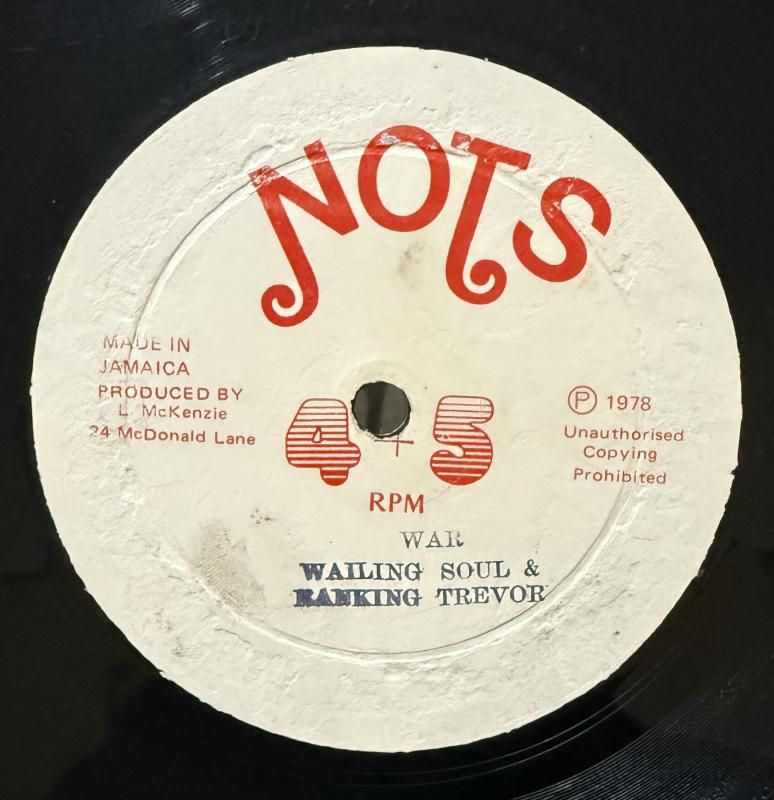 NOTS
MADE IN
JAMAICA
PRODUCED BY
L. McKenzie
24 McDonald Lane
45
RPM
Ⓟ 1978
Unauthorised
Copying
Prohibited
WAR
WAILING SOUL &
RANKING TREVOR